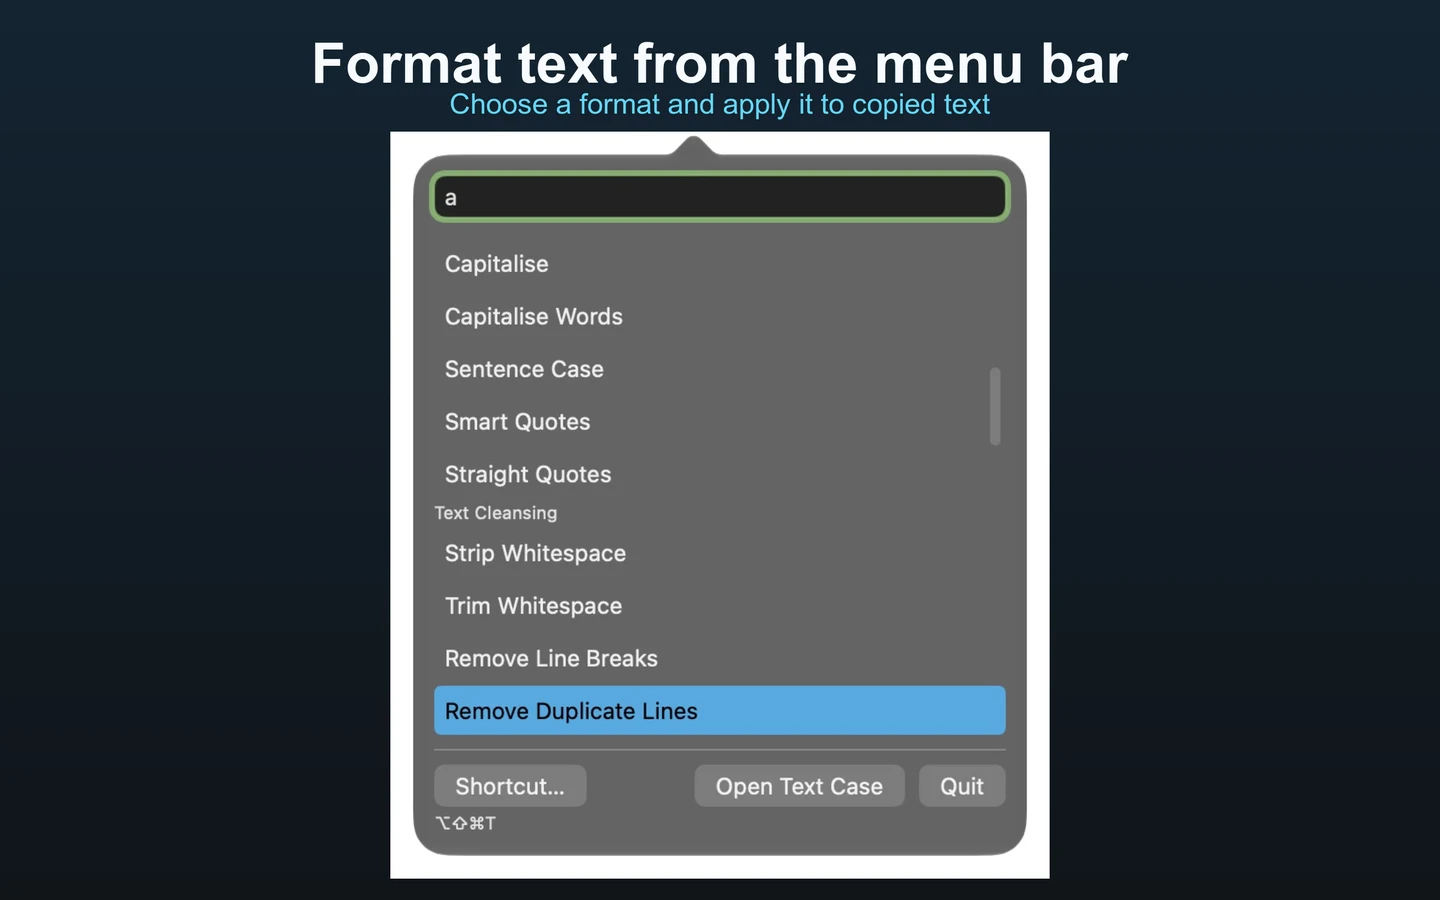 Format text from the menu bar
Choose a format and apply it to copied text
a
Capitalise
Capitalise Words
Sentence Case
Smart Quotes
Straight Quotes
Text Cleansing
Strip Whitespace
Trim Whitespace
Remove Line Breaks
Remove Duplicate Lines
Shortcut... Open Text Case Quit
⌥⇧⌘T